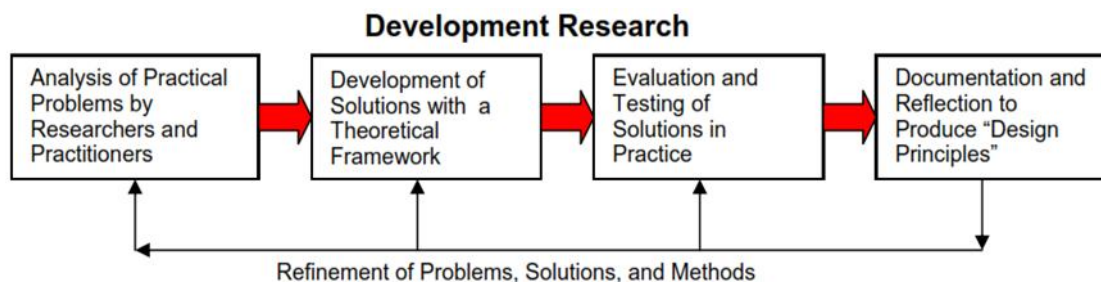 Development Research
Analysis of Practical
Problems by
Researchers and
Practitioners
Development of
Solutions with a
Theoretical
Framework
Evaluation and
Testing of
Solutions in
Practice
Documentation and
Reflection to
Produce “Design
Principles”
Refinement of Problems, Solutions, and Methods